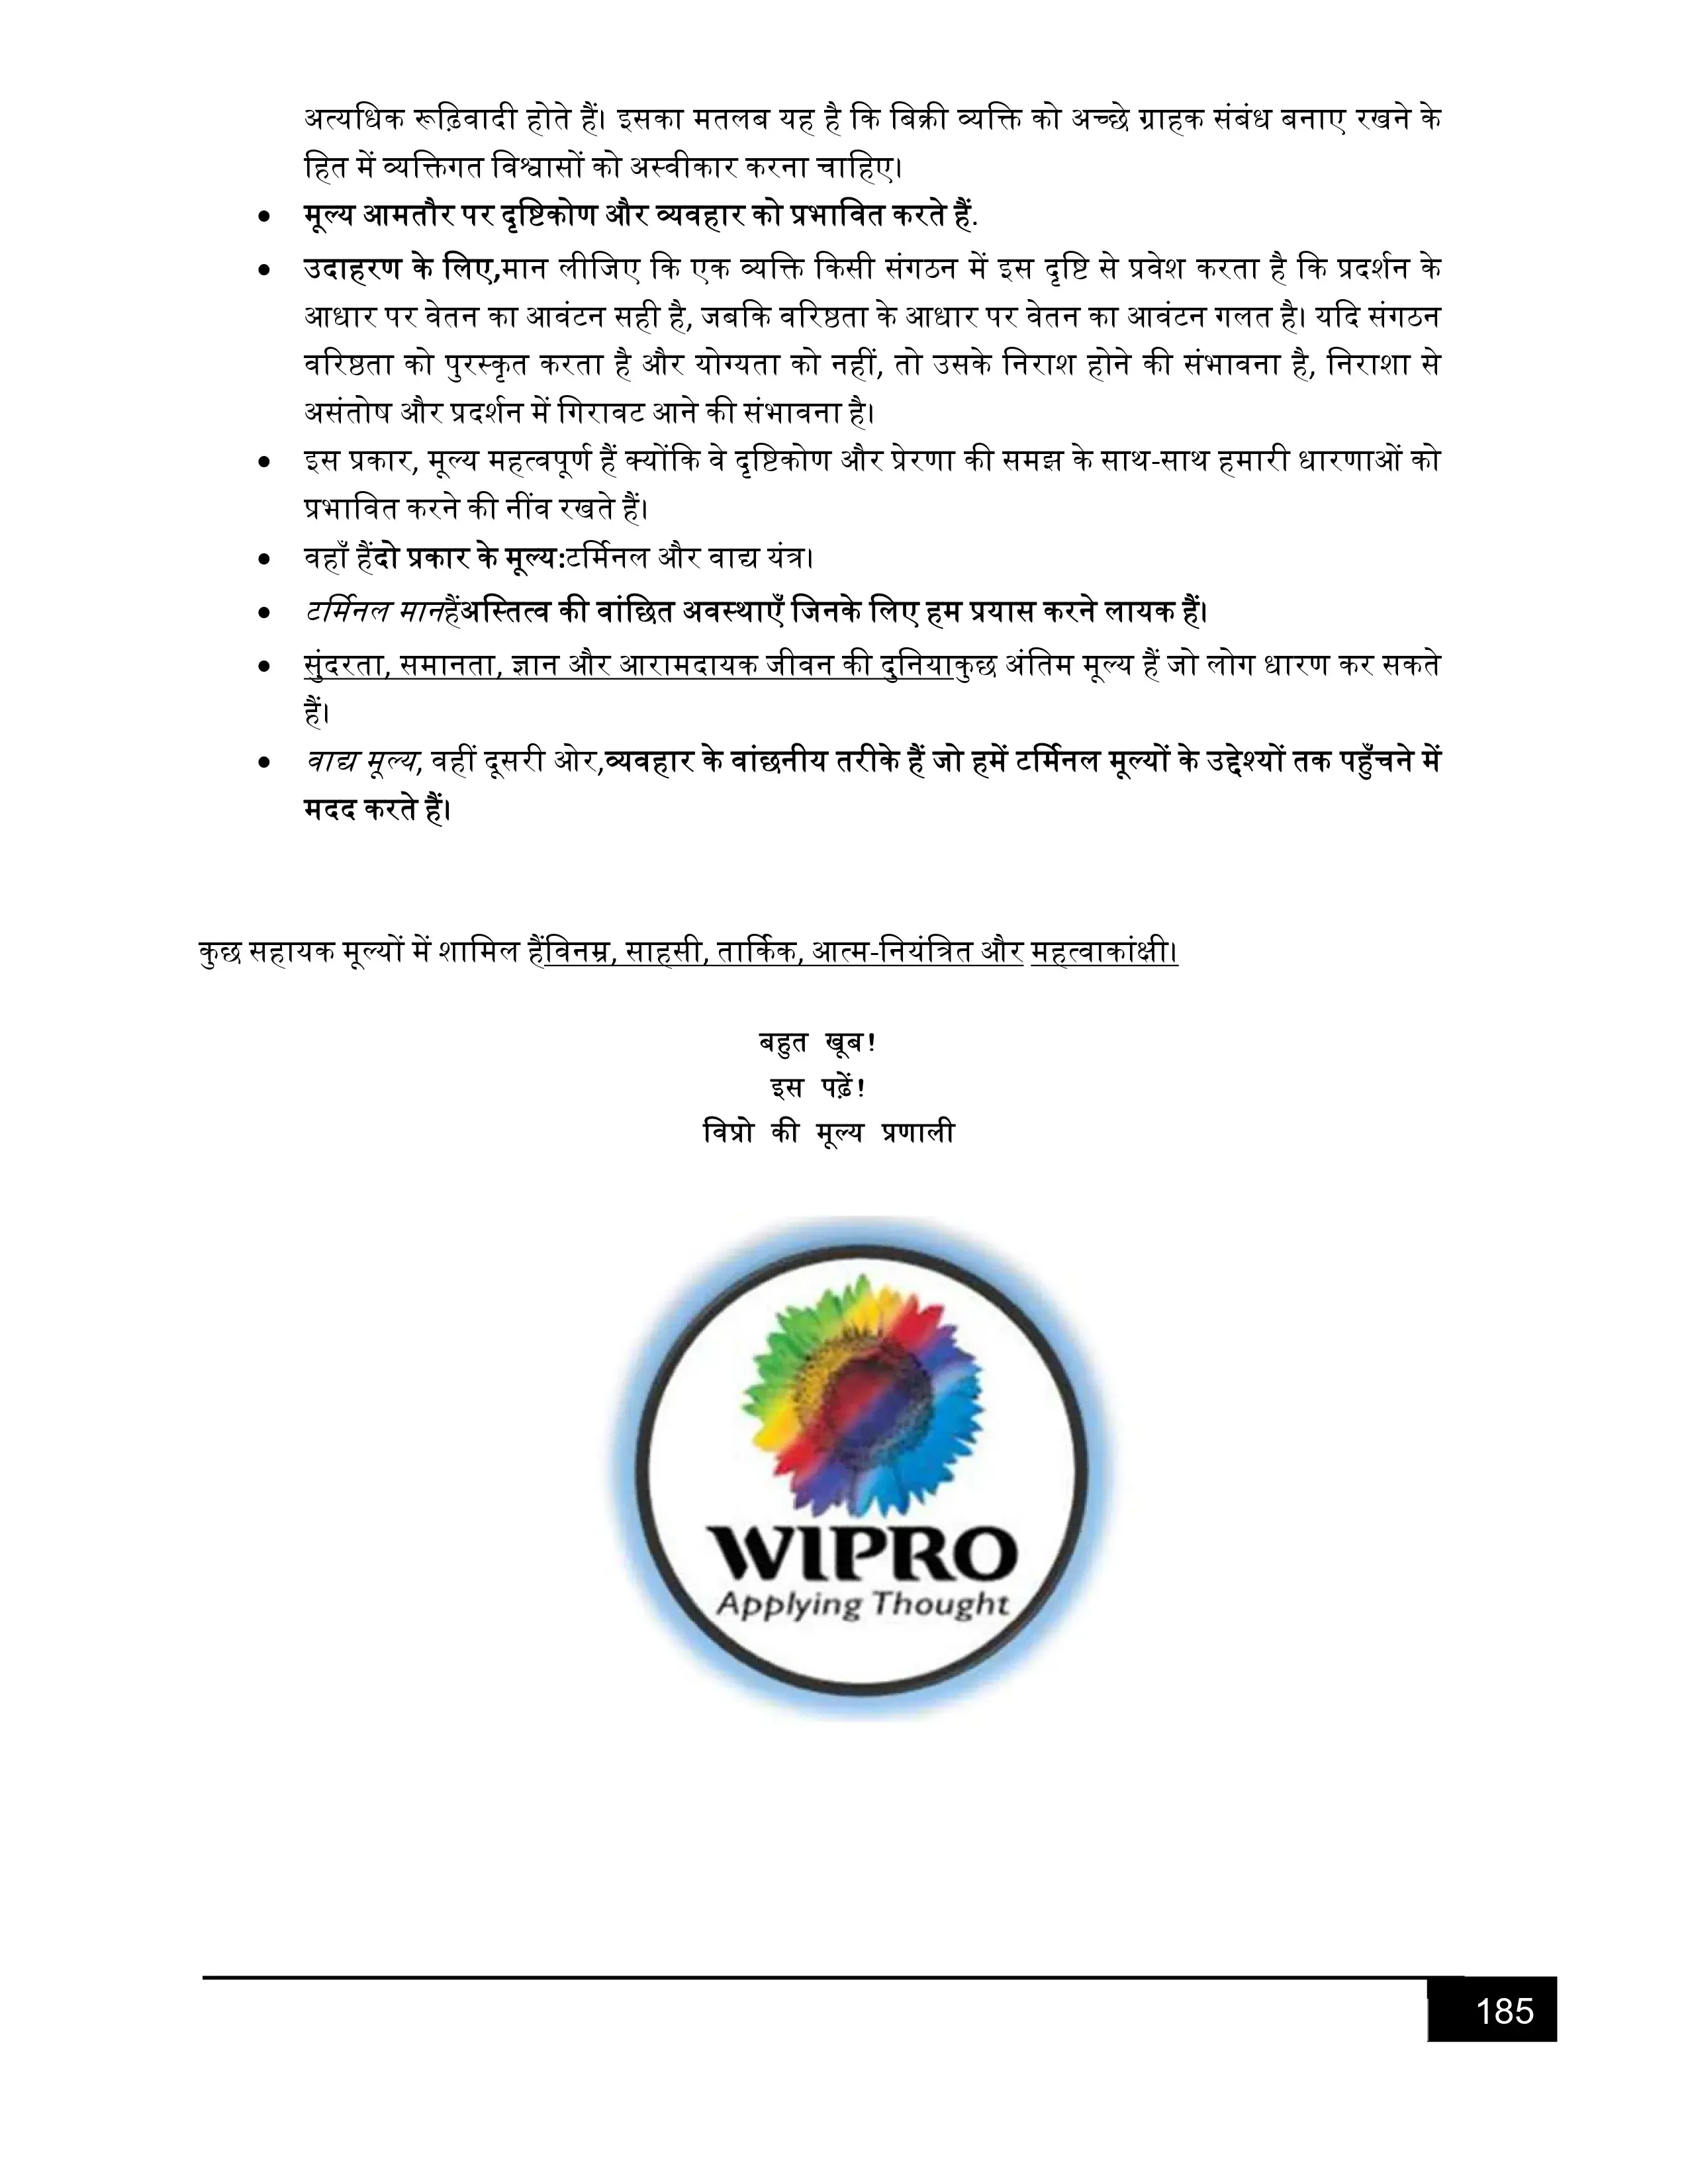 अत्यधिक रूढ़िवादी होते हैं। इसका मतलब यह है कि बिक्री व्यक्ति को अच्छे ग्राहक संबंध बनाए रखने के
हित में व्यक्तिगत विश्वासों को अस्वीकार करना चाहिए।
• मूल्य आमतौर पर दृष्टिकोण और व्यवहार को प्रभावित करते हैं.
• उदाहरण के लिए,मान लीजिए कि एक व्यक्ति किसी संगठन में इस दृष्टि से प्रवेश करता है कि प्रदर्शन के
आधार पर वेतन का आवंटन सही है, जबकि वरिष्ठता के आधार पर वेतन का आवंटन गलत है। यदि संगठन
वरिष्ठता को पुरस्कृत करता है और योग्यता को नहीं, तो उसके निराश होने की संभावना है, निराशा से
असंतोष और प्रदर्शन में गिरावट आने की संभावना है।
• इस प्रकार, मूल्य महत्वपूर्ण हैं क्योंकि वे दृष्टिकोण और प्रेरणा की समझ के साथ-साथ हमारी धारणाओं को
प्रभावित करने की नींव रखते हैं।
• वहाँ हैंदो प्रकार के मूल्य:टर्मिनल और वाद्य यंत्र।
• टर्मिनल मानहैंअस्तित्व की वांछित अवस्थाएँ जिनके लिए हम प्रयास करने लायक हैं।
• सुंदरता, समानता, ज्ञान और आरामदायक जीवन की दुनियाकुछ अंतिम मूल्य हैं जो लोग धारण कर सकते
हैं।
• वाद्य मूल्य, वहीं दूसरी ओर,व्यवहार के वांछनीय तरीके हैं जो हमें टर्मिनल मूल्यों के उद्देश्यों तक पहुँचने में
मदद करते हैं।
कुछ सहायक मूल्यों में शामिल हैंविनम्र, साहसी, तार्किक, आत्म-नियंत्रित और महत्वाकांक्षी।
बहुत खूब!
इस पढ़ें!
विप्रो की मूल्य प्रणाली
WIPRO
Applying Thought
185